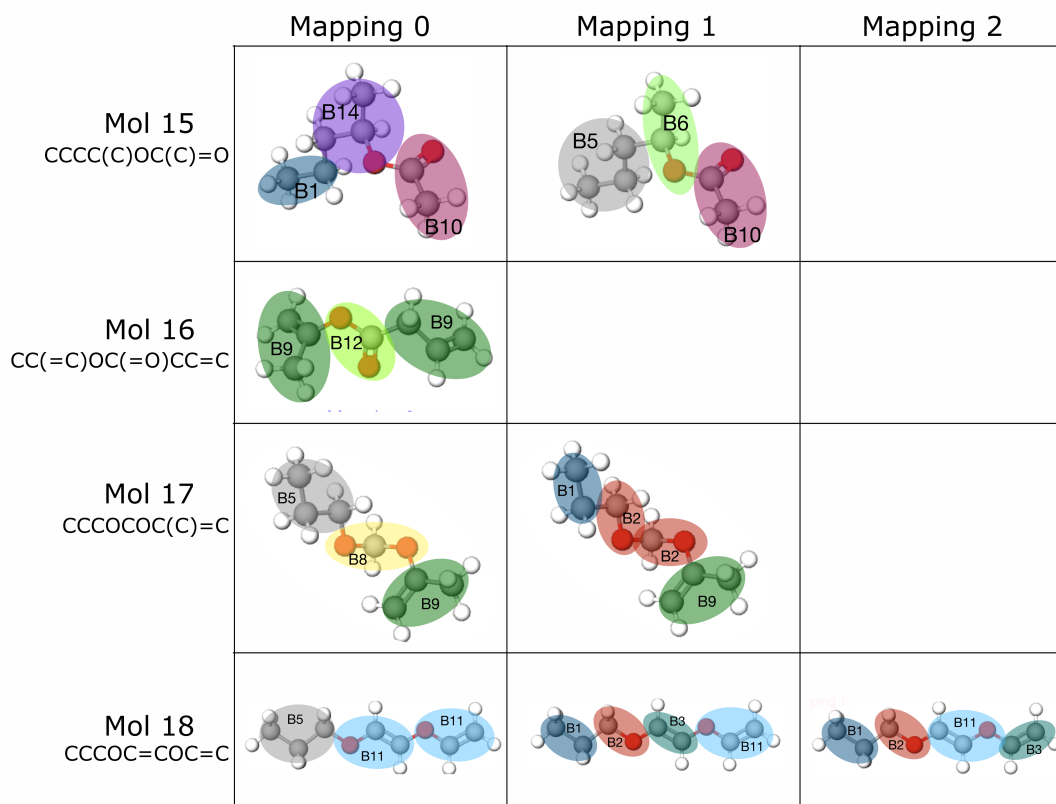 Mapping 0 Mapping 1 Mapping 2
Mol 15
CCCC(C)OC(C)=O
B14
B1
B10
B5
B6
B10
Mol 16
CC(=C)OC(=O)CC=C
B9
B12
B9
Mol 17
CCCOCOC(C)=C
B5
B8
B9
B1
B2
B2
B9
Mol 18
CCCOC=COC=C
B5
B11
B11
B1
B2
B3
B11
B1
B2
B11
B3